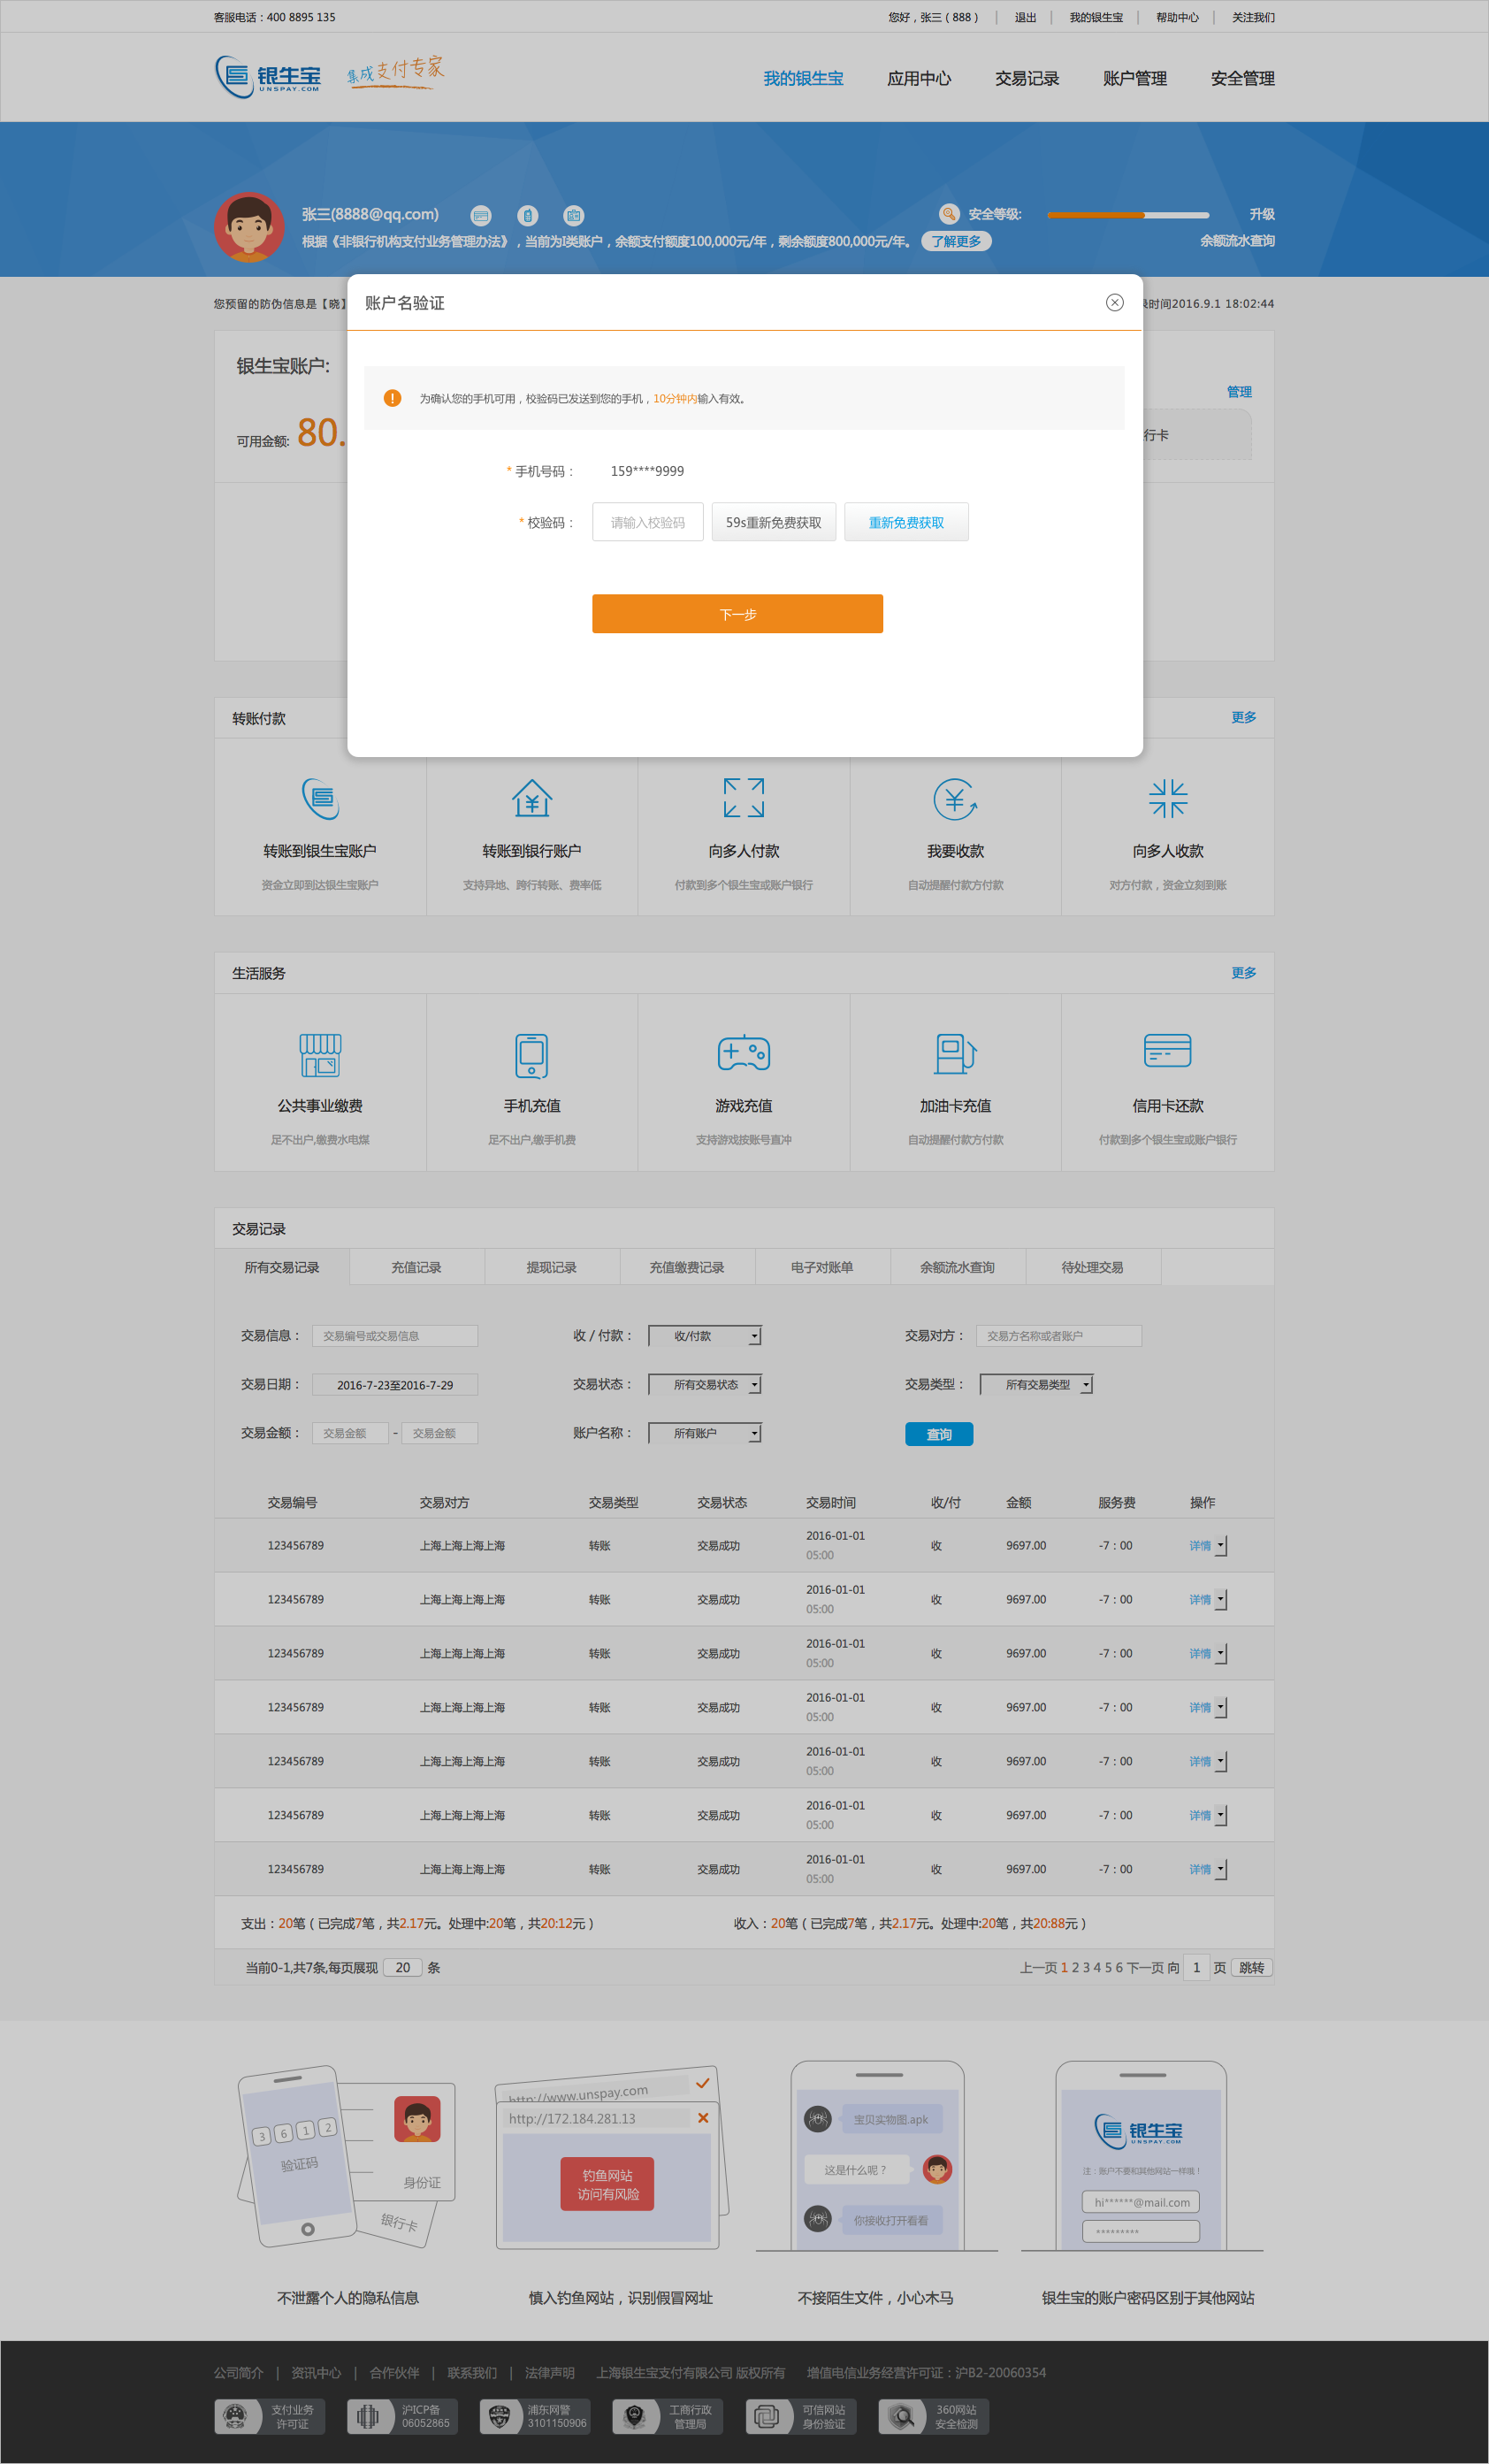 客服电话：400 8895 135
您好，张三（888） | 退出 | 我的银生宝 | 帮助中心 | 关注我们
银生宝 UNSPAY.COM 集成支付专家
我的银生宝 应用中心 交易记录 账户管理 安全管理
张三(8888@qq.com)
安全等级: 升级
根据《非银行机构支付业务管理办法》，当前为I类账户，余额支付额度100,000元/年，剩余额度800,000元/年。 了解更多
余额流水查询
您预留的防伪信息是【晓】
时间2016.9.1 18:02:44
账户名验证
银生宝账户:
管理
为确认您的手机可用，校验码已发送到您的手机，10分钟内输入有效。
可用金额: 80.
行卡
* 手机号码： 159****9999
* 校验码： 请输入校验码 59s重新免费获取 重新免费获取
下一步
转账付款 更多
转账到银生宝账户 转账到银行账户 向多人付款 我要收款 向多人收款
资金立即到达银生宝账户 支持异地、跨行转账、费率低 付款到多个银生宝或账户银行 自动提醒付款方付款 对方付款，资金立刻到账
生活服务 更多
公共事业缴费 手机充值 游戏充值 加油卡充值 信用卡还款
足不出户,缴费水电煤 足不出户,缴手机费 支持游戏按账号直冲 自动提醒付款方付款 付款到多个银生宝或账户银行
交易记录
所有交易记录 充值记录 提现记录 充值缴费记录 电子对账单 余额流水查询 待处理交易
交易信息： 交易编号或交易信息 收 / 付款： 收/付款 交易对方： 交易方名称或者账户
交易日期： 2016-7-23至2016-7-29 交易状态： 所有交易状态 交易类型： 所有交易类型
交易金额： 交易金额 - 交易金额 账户名称： 所有账户 查询
交易编号 交易对方 交易类型 交易状态 交易时间 收/付 金额 服务费 操作
123456789 上海上海上海上海 转账 交易成功 2016-01-01 05:00 收 9697.00 -7：00 详情
123456789 上海上海上海上海 转账 交易成功 2016-01-01 05:00 收 9697.00 -7：00 详情
123456789 上海上海上海上海 转账 交易成功 2016-01-01 05:00 收 9697.00 -7：00 详情
123456789 上海上海上海上海 转账 交易成功 2016-01-01 05:00 收 9697.00 -7：00 详情
123456789 上海上海上海上海 转账 交易成功 2016-01-01 05:00 收 9697.00 -7：00 详情
123456789 上海上海上海上海 转账 交易成功 2016-01-01 05:00 收 9697.00 -7：00 详情
123456789 上海上海上海上海 转账 交易成功 2016-01-01 05:00 收 9697.00 -7：00 详情
支出：20笔（已完成7笔，共2.17元。处理中:20笔，共20:12元） 收入：20笔（已完成7笔，共2.17元。处理中:20笔，共20:88元）
当前0-1,共7条,每页展现 20 条 上一页 1 2 3 4 5 6 下一页 向 1 页 跳转
3 6 1 2
验证码
身份证
银行卡
http://www.unspay.com
http://172.184.281.13
钓鱼网站
访问有风险
宝贝实物图.apk
这是什么呢？
你接收打开看看
银生宝
UNSPAY.COM
注：账户不要和其他网站一样哦！
hi******@mail.com
*********
不泄露个人的隐私信息 慎入钓鱼网站，识别假冒网址 不接陌生文件，小心木马 银生宝的账户密码区别于其他网站
公司简介 | 资讯中心 | 合作伙伴 | 联系我们 | 法律声明 上海银生宝支付有限公司 版权所有 增值电信业务经营许可证：沪B2-20060354
支付业务 沪ICP备 浦东网警 工商行政 可信网站 360网站
许可证 06052865 3101150906 管理局 身份验证 安全检测